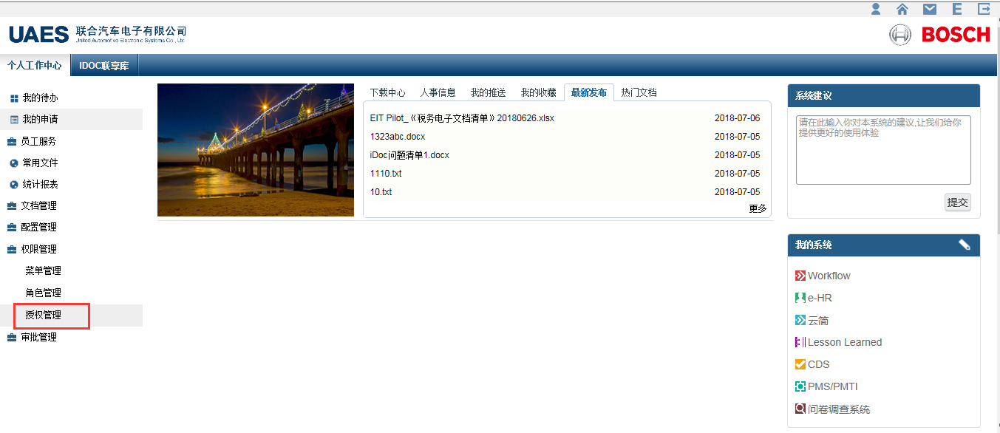 UAES 联合汽车电子有限公司
United Automotive Electronic Systems Co., Ltd
BOSCH
个人工作中心
IDOC联享库
我的待办
我的申请
员工服务
常用文件
统计报表
文档管理
配置管理
权限管理
菜单管理
角色管理
授权管理
审批管理
下载中心 人事信息 我的推送 我的收藏 最新发布 热门文档
EIT Pilot_《税务电子文档清单》20180626.xlsx 2018-07-06
1323abc.docx 2018-07-05
iDoc问题清单1.docx 2018-07-05
1110.txt 2018-07-05
10.txt 2018-07-05
更多
系统建议
请在此输入你对本系统的建议,让我们给你
提供更好的使用体验
提交
我的系统
Workflow
e-HR
云简
Lesson Learned
CDS
PMS/PMTI
问卷调查系统